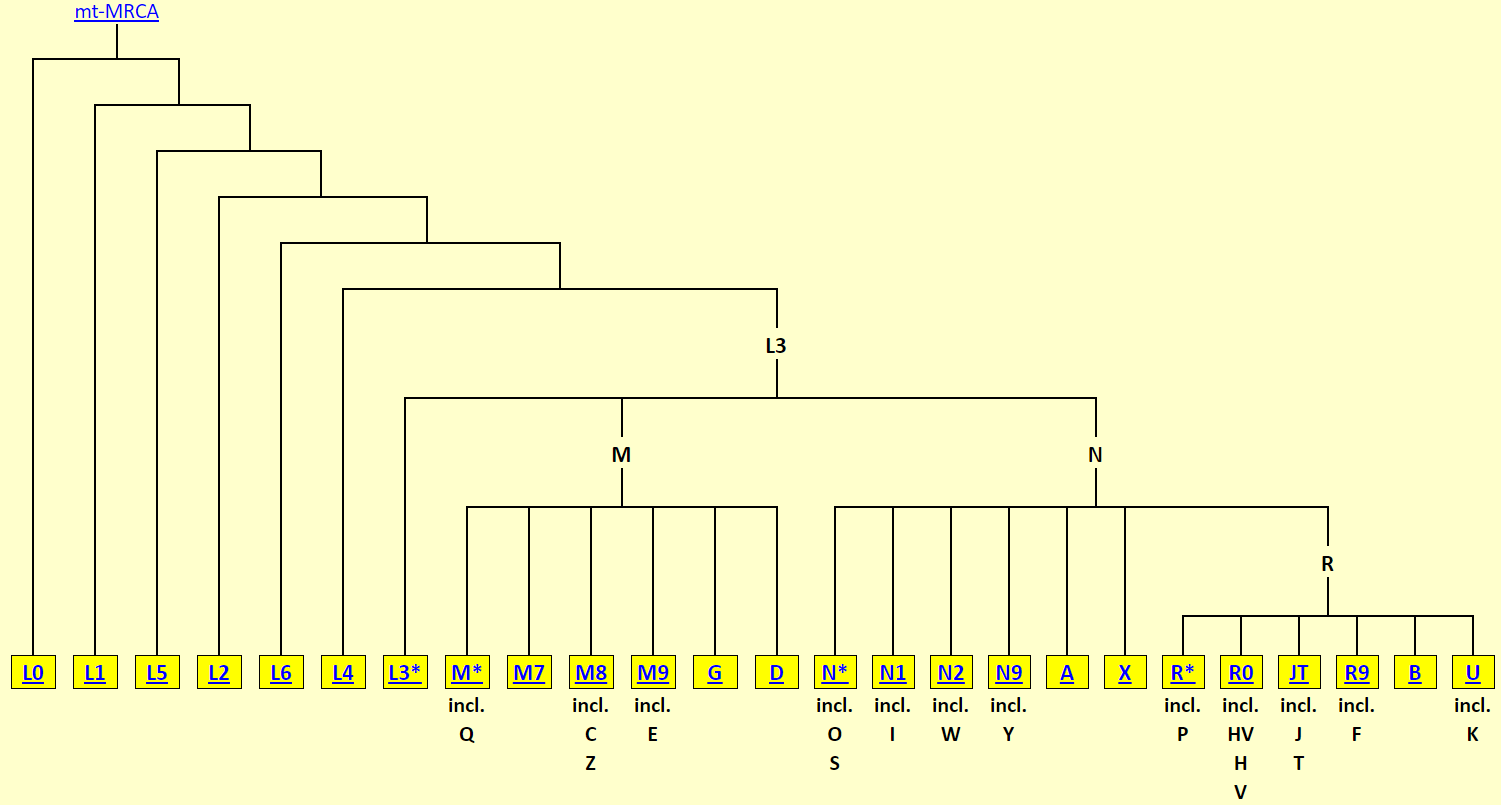 mt-MRCA
L3
M N
R
L0 L1 L5 L2 L6 L4 L3* M* M7 M8 M9 G D N* N1 N2 N9 A X R* R0 JT R9 B U
incl. incl. incl. incl. incl. incl. incl. incl. incl. incl. incl. incl.
Q C E O I W Y P HV J F K
Z S H T
V